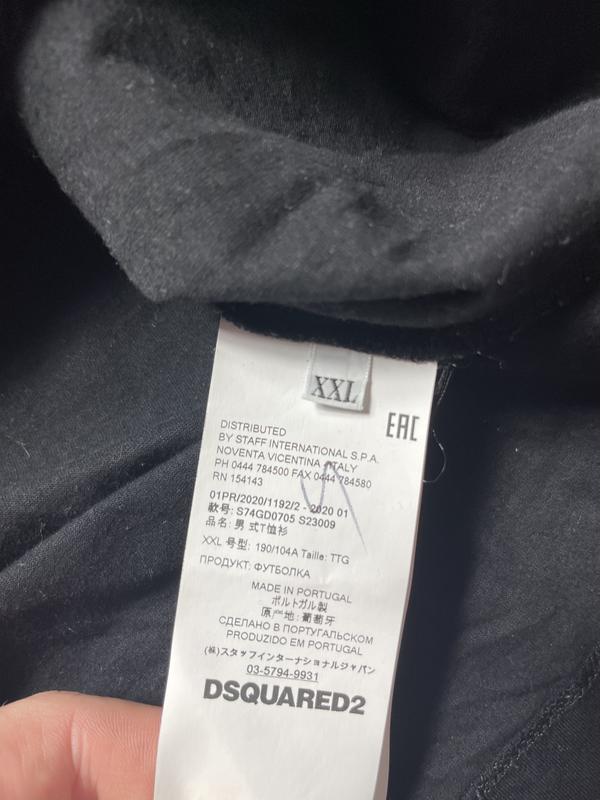 XXL
EAC
DISTRIBUTED
BY STAFF INTERNATIONAL S.P.A.
NOVENTA VICENTINA ITALY
PH 0444 784500 FAX 0444 784580
RN 154143
01PR/2020/1192/2 - 2020 01
款号: S74GD0705 S23009
品名: 男 式T恤衫
XXL 号型: 190/104A Taille: TTG
ПРОДУКТ: ФУТБОЛКА
MADE IN PORTUGAL
ポルトガル製
原产地: 葡萄牙
СДЕЛАНО В ПОРТУГАЛЬСКОМ
PRODUZIDO EM PORTUGAL
(株)スタッフインターナショナルジャパン
03-5794-9931
DSQUARED2